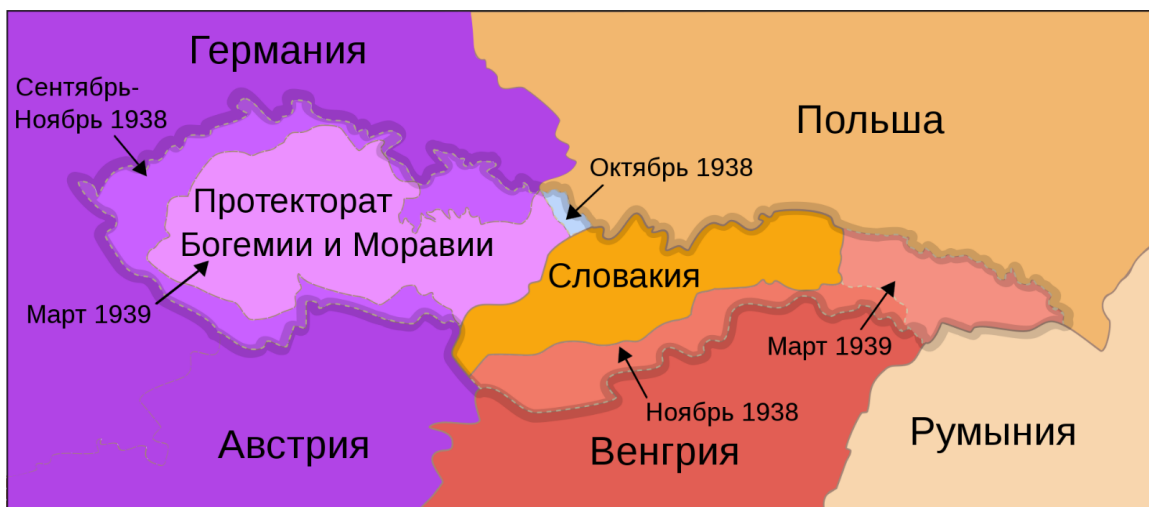 Германия
Сентябрь-
Ноябрь 1938
Польша
Октябрь 1938
Протекторат
Богемии и Моравии
Словакия
Март 1939
Март 1939
Ноябрь 1938
Австрия
Венгрия
Румыния